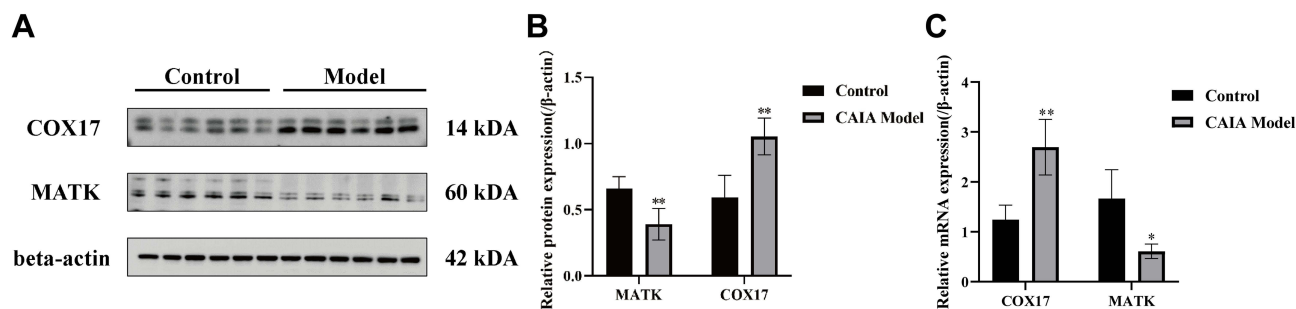 A
Control Model
COX17 14 kDA
MATK 60 kDA
beta-actin 42 kDA
B
Relative protein expression(/β-actin)
1.5
1.0
0.5
0.0
**
**
MATK COX17
Control
CAIA Model
C
Relative mRNA expression(/β-actin)
4
3
2
1
0
**
*
COX17 MATK
Control
CAIA Model